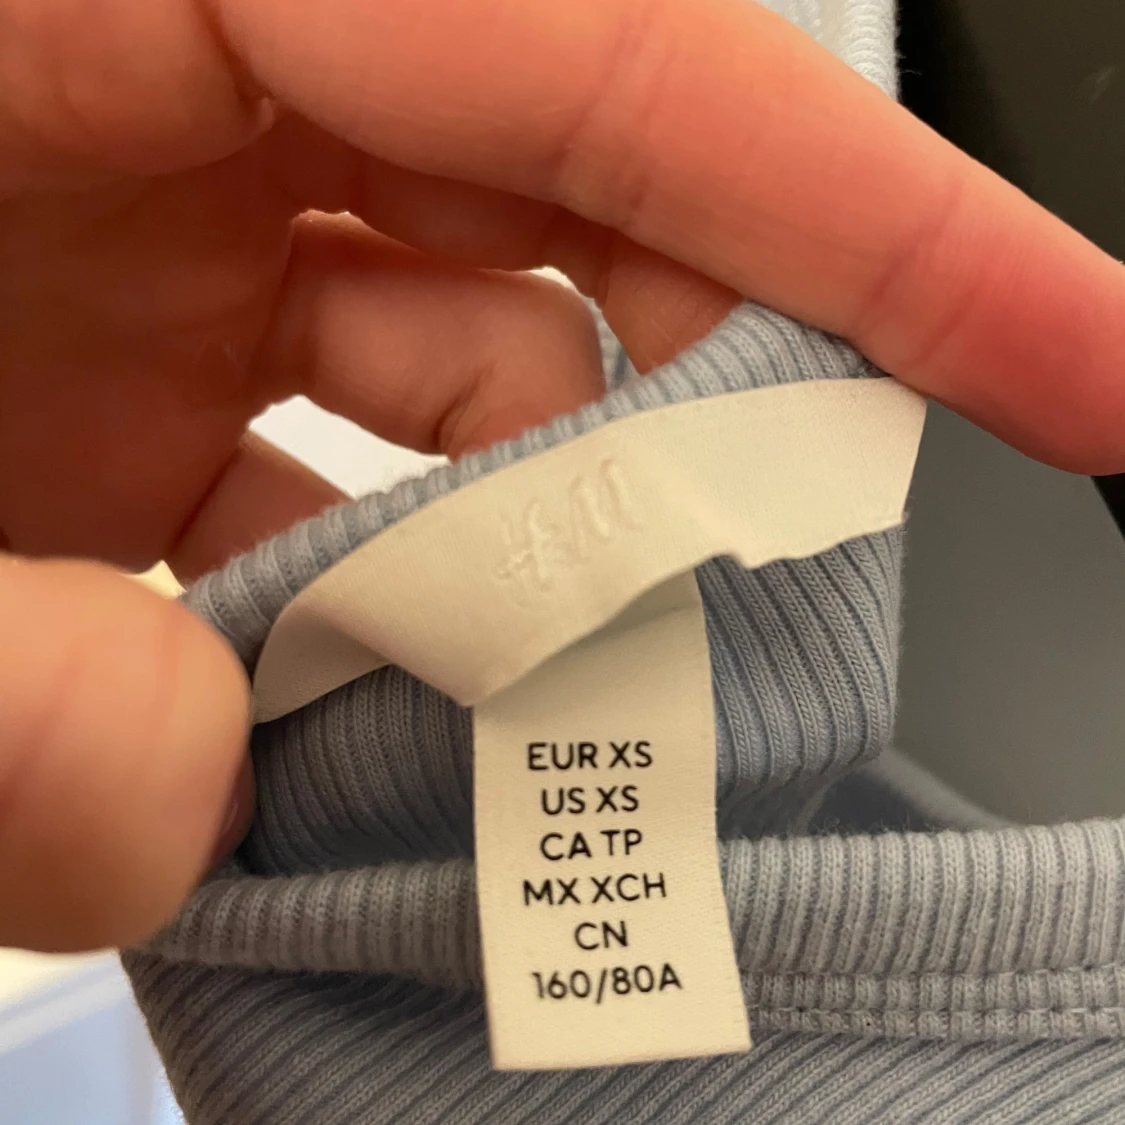 H&M
EUR XS
US XS
CA TP
MX XCH
CN
160/80A